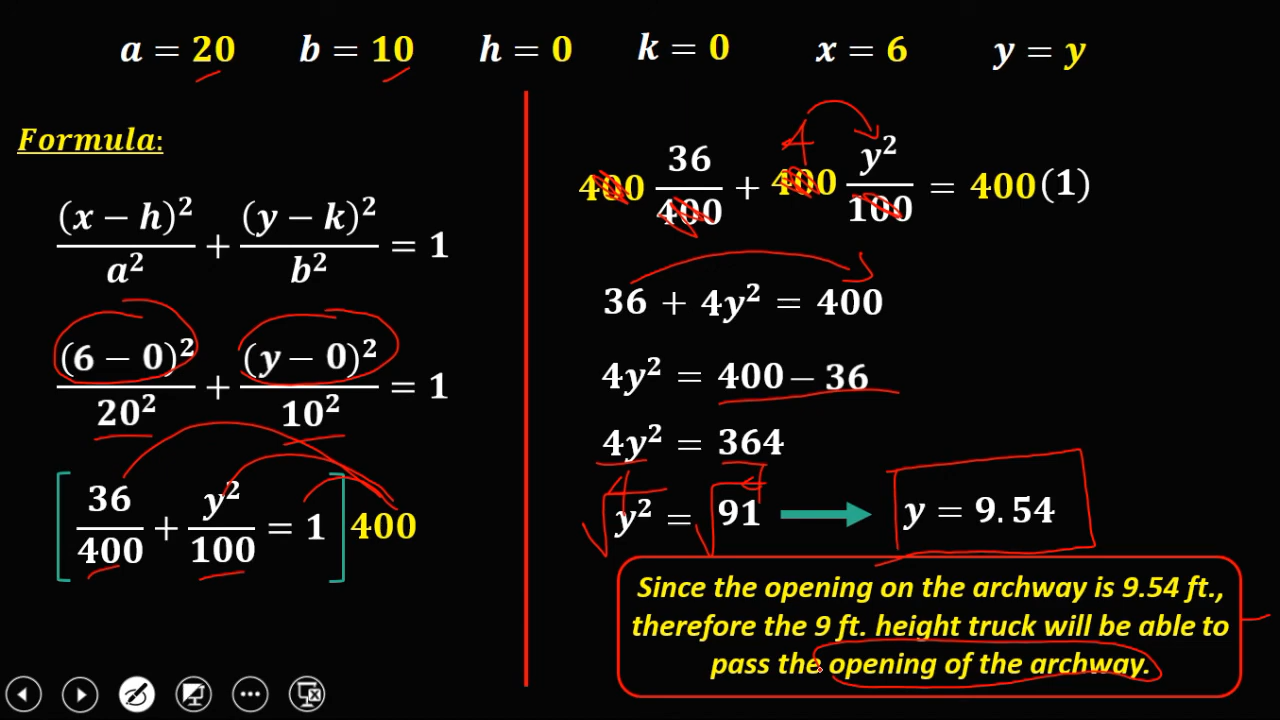 a = 20 b = 10 h = 0 k = 0 x = 6 y = y
Formula:
(x − h)²/a² + (y − k)²/b² = 1
(6 − 0)²/20² + (y − 0)²/10² = 1
[36/400 + y²/100 = 1] 400
4
400 36/400 + 400 y²/100 = 400(1)
36 + 4y² = 400
4y² = 400 − 36
4y² = 364
4 4
√y² = √91 → y = 9.54
Since the opening on the archway is 9.54 ft.,
therefore the 9 ft. height truck will be able to
pass the opening of the archway.